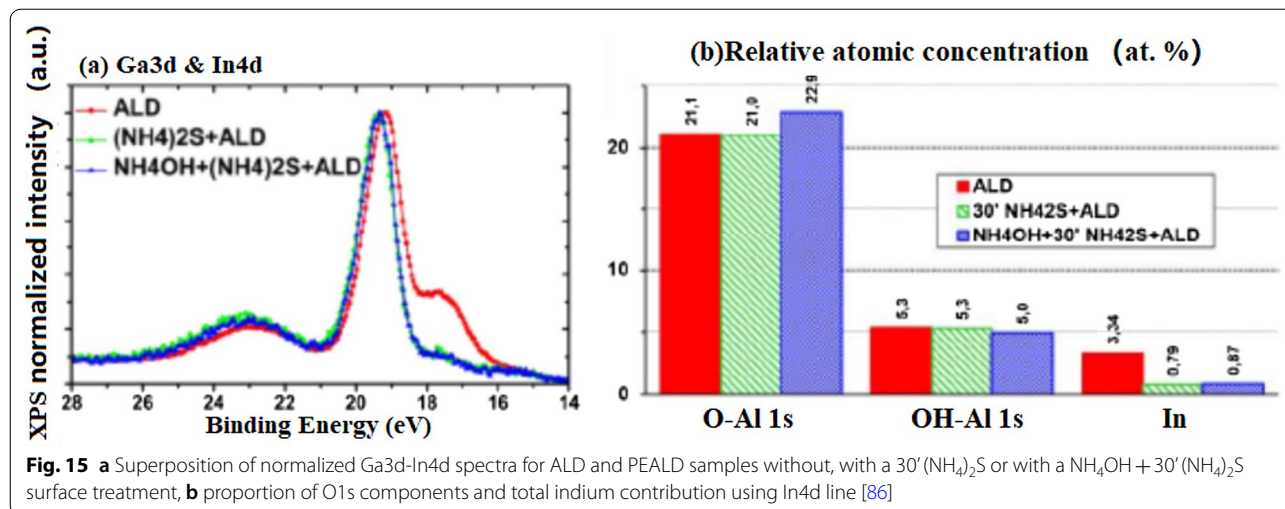 (a) Ga3d & In4d
XPS normalized intensity (a.u.)
ALD
(NH4)2S+ALD
NH4OH+(NH4)2S+ALD
28 26 24 22 20 18 16 14
Binding Energy (eV)
(b)Relative atomic concentration (at. %)
20
10
0
21,1
21,0
22,9
5,3
5,3
5,0
3,34
0,79
0,87
ALD
30' NH42S+ALD
NH4OH+30' NH42S+ALD
O-Al 1s OH-Al 1s In
Fig. 15 a Superposition of normalized Ga3d-In4d spectra for ALD and PEALD samples without, with a 30′ (NH₄)₂S or with a NH₄OH + 30′ (NH₄)₂S
surface treatment, b proportion of O1s components and total indium contribution using In4d line [86]